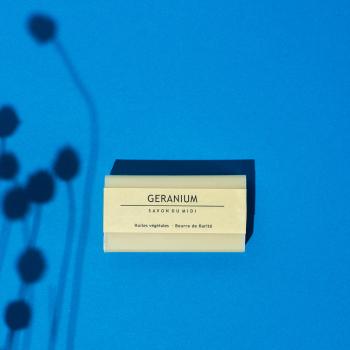 GERANIUM
SAVON DU MIDI
Huiles végétales · Beurre de Karité